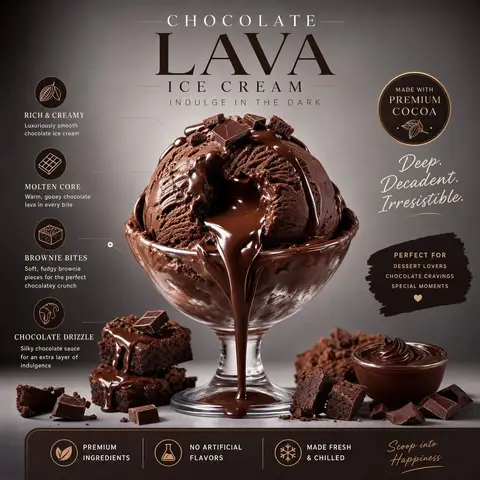 CHOCOLATE
LAVA
ICE CREAM
INDULGE IN THE DARK
RICH & CREAMY
Luxuriously smooth
chocolate ice cream
MOLTEN CORE
Warm, gooey chocolate
lava in every bite
BROWNIE BITES
Soft, fudgy brownie
pieces for the perfect
chocolatey crunch
CHOCOLATE DRIZZLE
Silky chocolate sauce
for an extra layer of
indulgence
MADE WITH
PREMIUM
COCOA
Deep.
Decadent.
Irresistible.
PERFECT FOR
DESSERT LOVERS
CHOCOLATE CRAVINGS
SPECIAL MOMENTS
PREMIUM
INGREDIENTS
NO ARTIFICIAL
FLAVORS
MADE FRESH
& CHILLED
Scoop into
Happiness